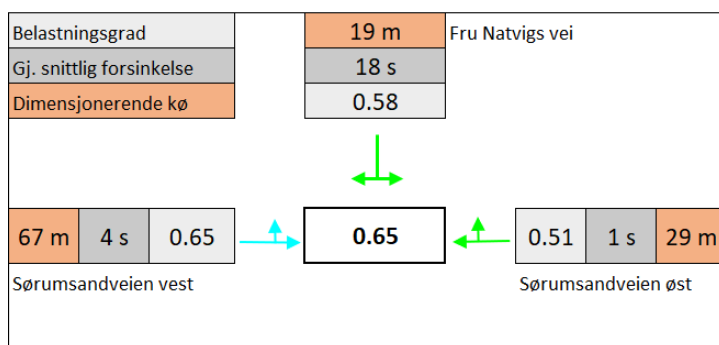 Belastningsgrad
Gj. snittlig forsinkelse
Dimensjonerende kø
19 m
Fru Natvigs vei
18 s
0.58
67 m 4 s 0.65
0.65
0.51 1 s 29 m
Sørumsandveien vest
Sørumsandveien øst